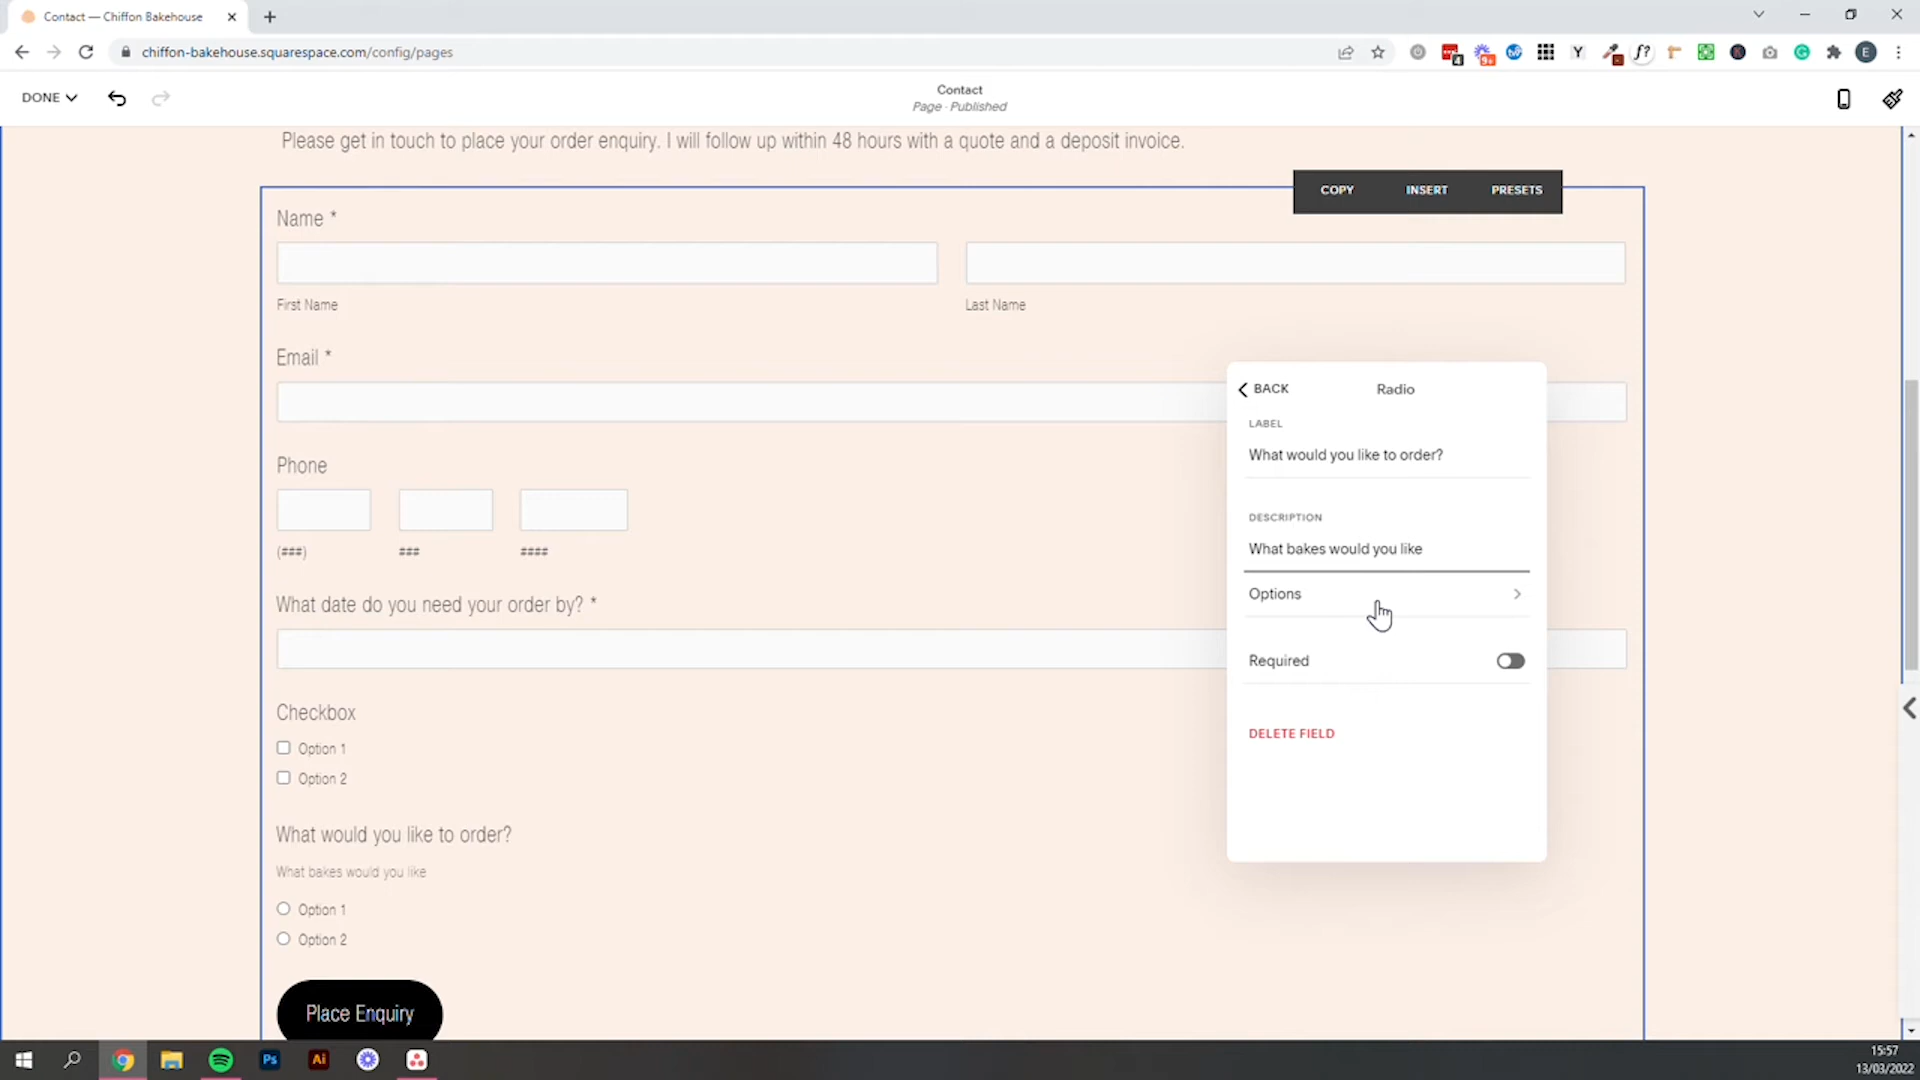 Contact — Chiffon Bakehouse
chiffon-bakehouse.squarespace.com/config/pages
4
9+
Y
f?
E
DONE
Contact
Page · Published
Please get in touch to place your order enquiry. I will follow up within 48 hours with a quote and a deposit invoice.
COPY INSERT PRESETS
Name *
First Name
Last Name
Email *
Phone
(###) ### ####
What date do you need your order by? *
Checkbox
Option 1
Option 2
What would you like to order?
What bakes would you like
Option 1
Option 2
Place Enquiry
BACK Radio
LABEL
What would you like to order?
DESCRIPTION
What bakes would you like
Options
Required
DELETE FIELD
Ps
Ai
15:57
13/03/2022